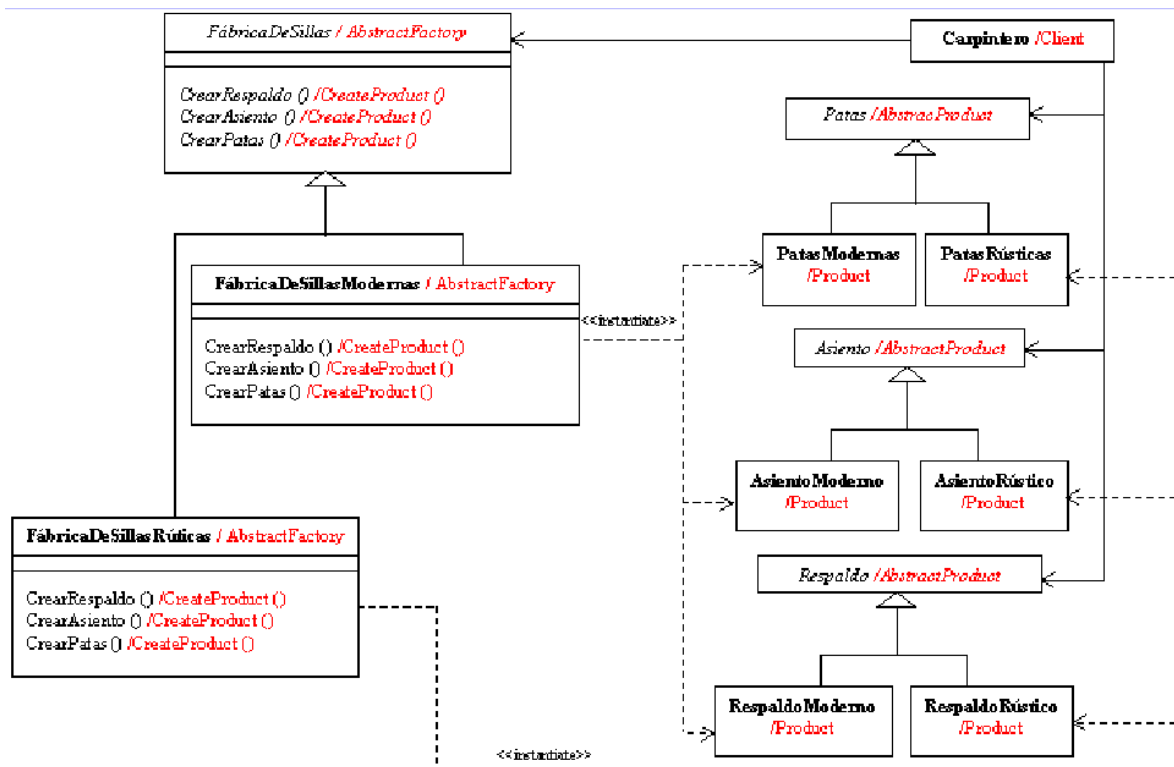 FábricaDeSillas / AbstractFactory
CrearRespaldo () /CreateProduct ()
CrearAsiento () /CreateProduct ()
CrearPatas () /CreateProduct ()
Carpintero /Client
Patas /AbstracProduct
PatasModernas
/Product
PatasRústicas
/Product
FábricaDeSillasModernas / AbstractFactory
CrearRespaldo () /CreateProduct ()
CrearAsiento () /CreateProduct ()
CrearPatas () /CreateProduct ()
<<instantiate>>
Asiento /AbstractProduct
AsientoModerno
/Product
AsientoRústico
/Product
FábricaDeSillasRúticas / AbstractFactory
CrearRespaldo () /CreateProduct ()
CrearAsiento () /CreateProduct ()
CrearPatas () /CreateProduct ()
Respaldo /AbstractProduct
RespaldoModerno
/Product
RespaldoRústico
/Product
<<instantiate>>